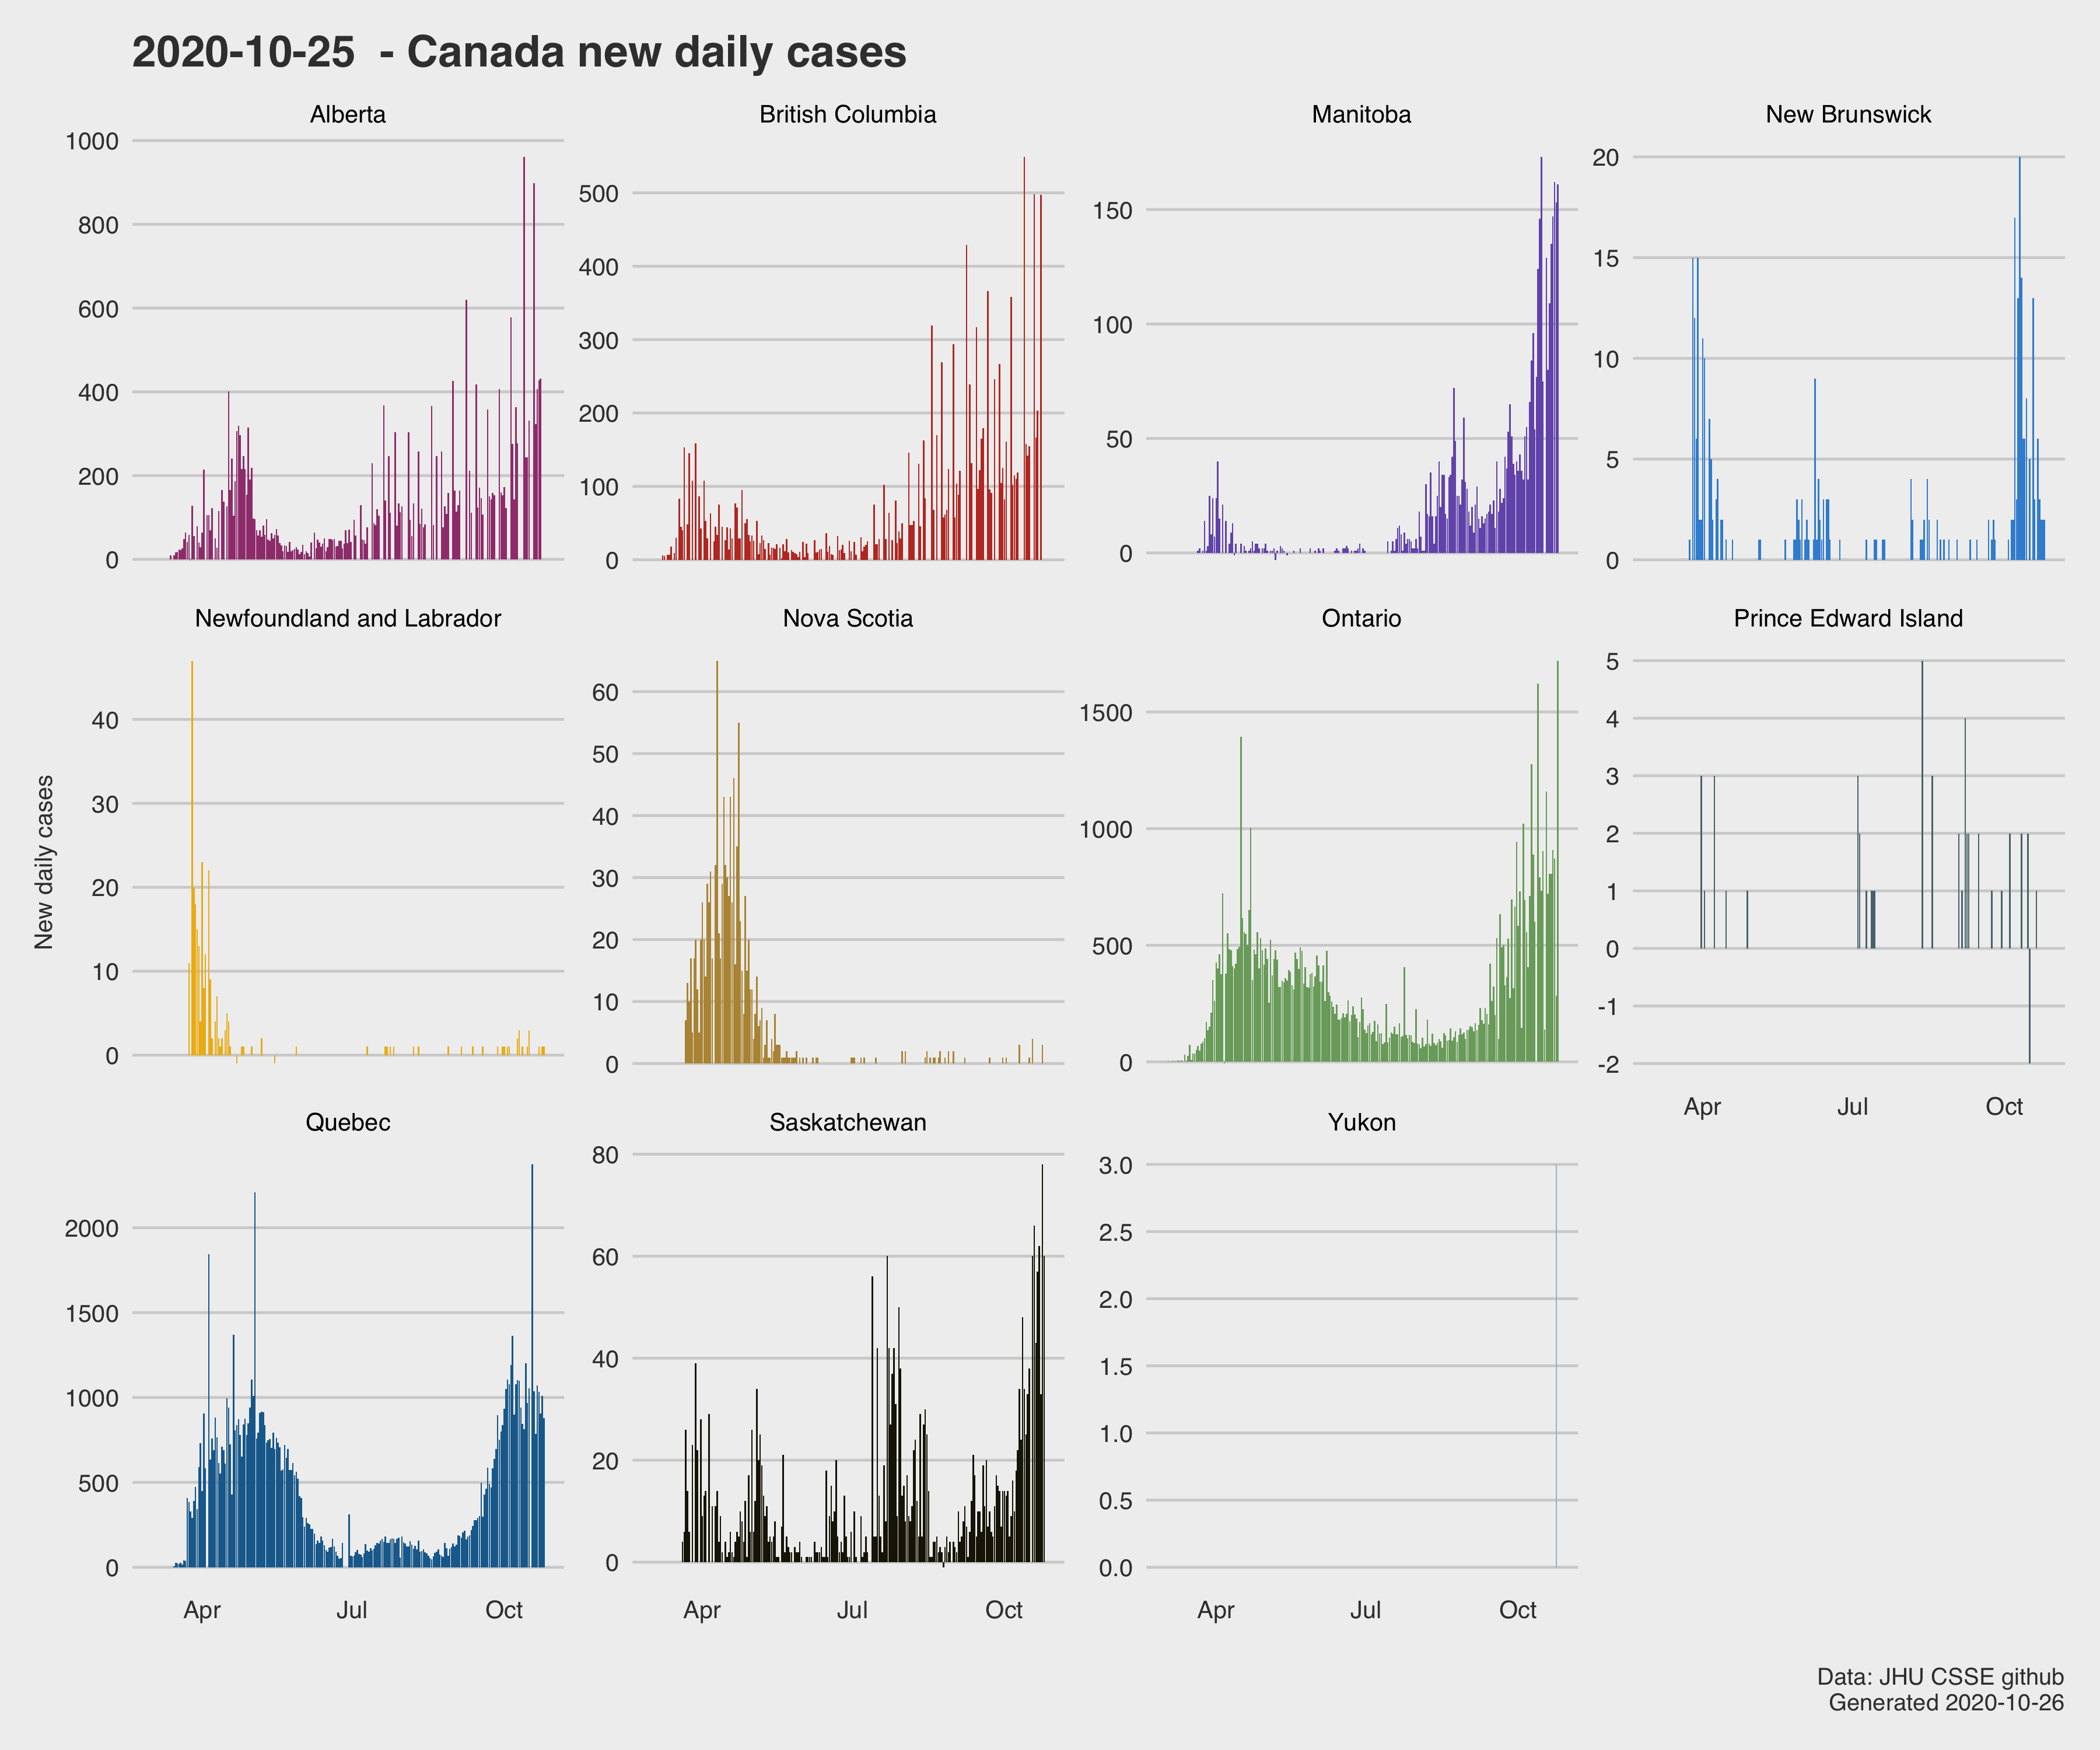 2020-10-25  - Canada new daily cases
Alberta
British Columbia
Manitoba
New Brunswick
1000
800
600
400
200
0
500
400
300
200
100
0
150
100
50
0
20
15
10
5
0
Newfoundland and Labrador
Nova Scotia
Ontario
Prince Edward Island
New daily cases
40
30
20
10
0
60
50
40
30
20
10
0
1500
1000
500
0
5
4
3
2
1
0
-1
-2
Apr
Jul
Oct
Quebec
Saskatchewan
Yukon
2000
1500
1000
500
0
80
60
40
20
0
3.0
2.5
2.0
1.5
1.0
0.5
0.0
Apr
Jul
Oct
Apr
Jul
Oct
Apr
Jul
Oct
Data: JHU CSSE github
Generated 2020-10-26